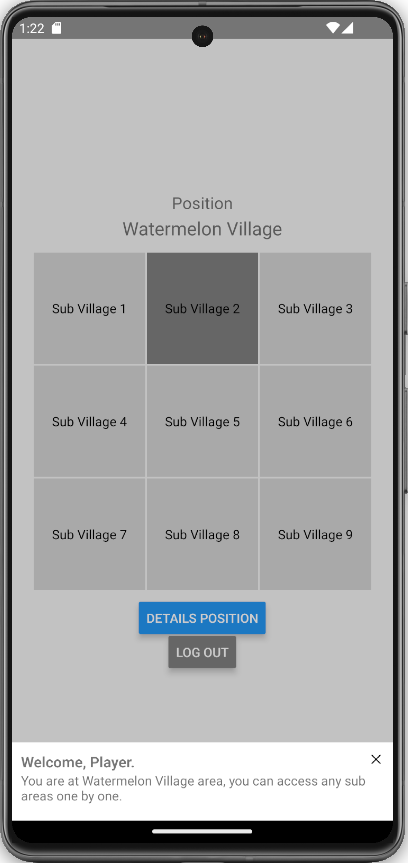 1:22
Position
Watermelon Village
Sub Village 1
Sub Village 2
Sub Village 3
Sub Village 4
Sub Village 5
Sub Village 6
Sub Village 7
Sub Village 8
Sub Village 9
DETAILS POSITION
LOG OUT
Welcome, Player.
You are at Watermelon Village area, you can access any sub
areas one by one.